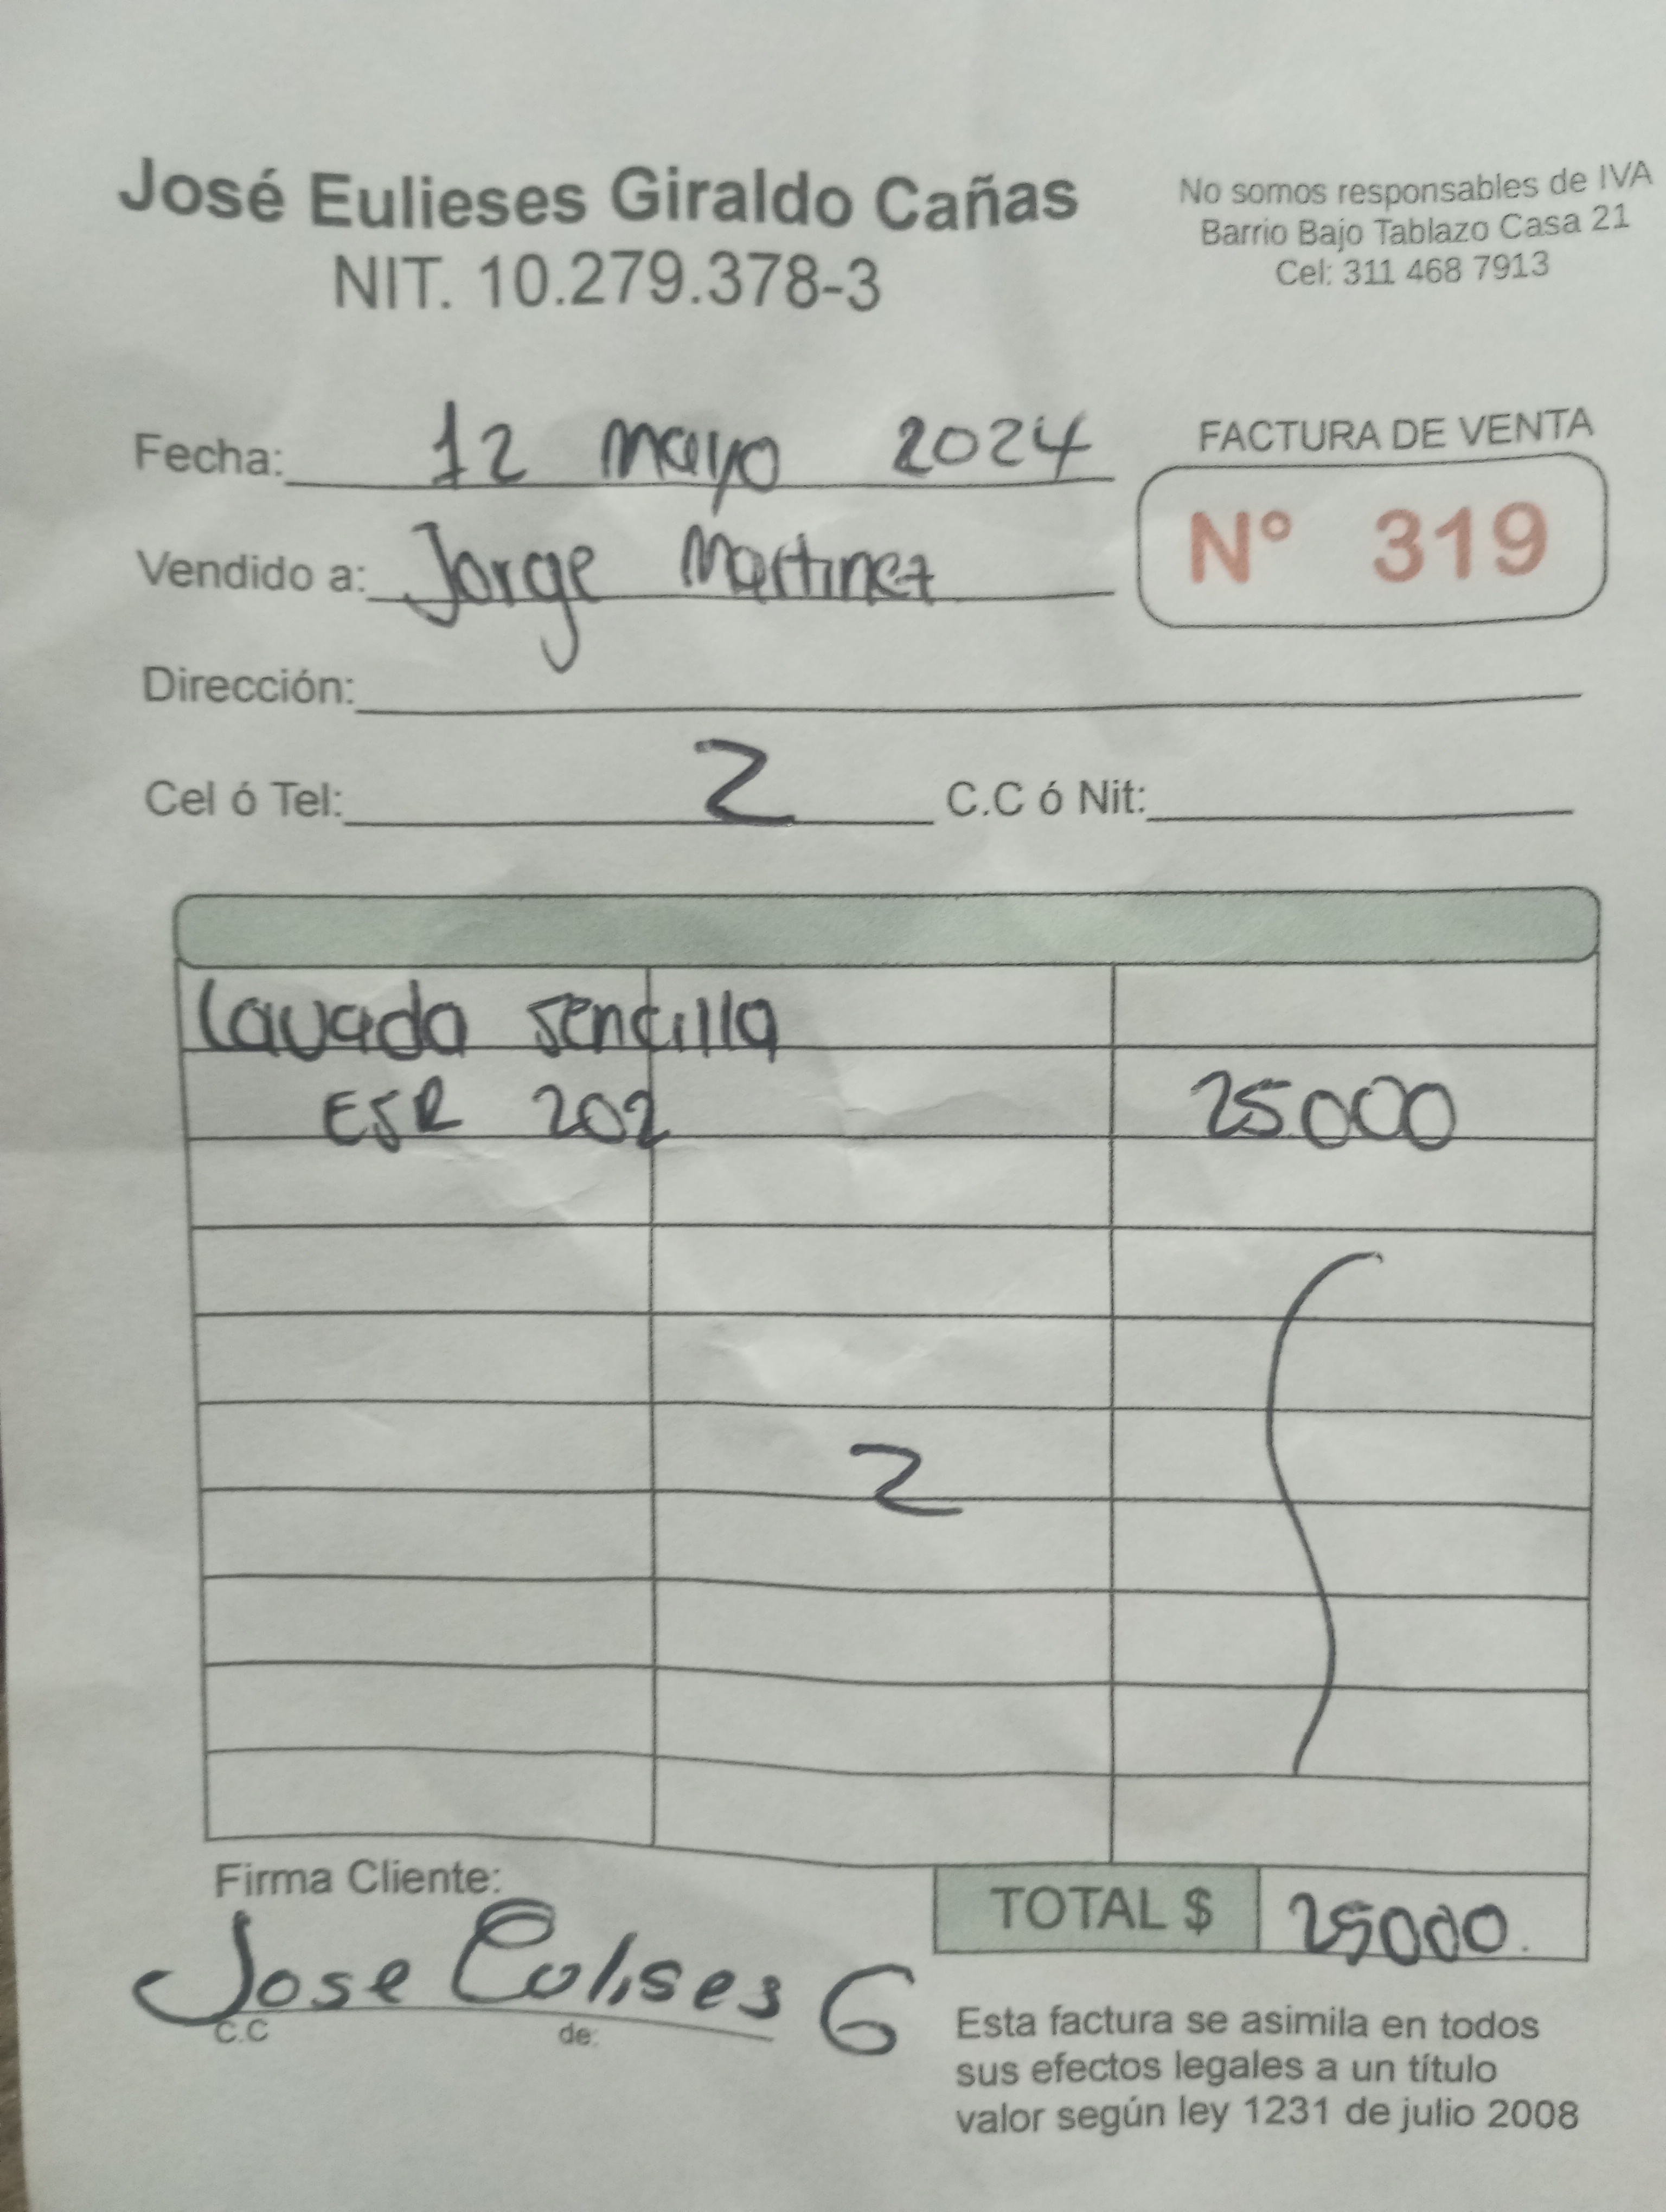 José Eulieses Giraldo Cañas
NIT. 10.279.378-3
No somos responsables de IVA
Barrio Bajo Tablazo Casa 21
Cel: 311 468 7913
Fecha: 12 mayo 2024
FACTURA DE VENTA
N° 319
Vendido a: Jorge Martinez
Dirección:
Cel ó Tel: 2 C.C ó Nit:
Lavada sencilla
ESR 202 25000
2
Firma Cliente:
TOTAL $ 25000
Jose Eulises G
C.C de:
Esta factura se asimila en todos
sus efectos legales a un título
valor según ley 1231 de julio 2008